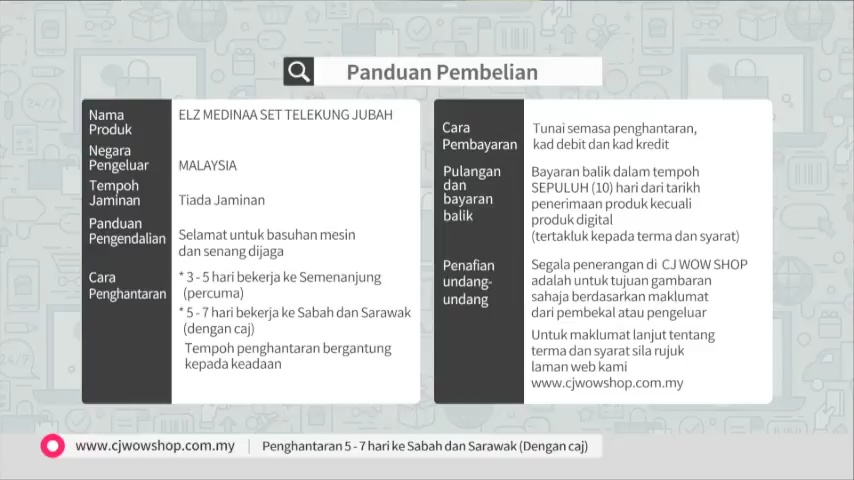 Panduan Pembelian
Nama
Produk
ELZ MEDINAA SET TELEKUNG JUBAH
Negara
Pengeluar
MALAYSIA
Tempoh
Jaminan
Tiada Jaminan
Panduan
Pengendalian
Selamat untuk basuhan mesin
dan senang dijaga
Cara
Penghantaran
* 3 - 5 hari bekerja ke Semenanjung
(percuma)
* 5 - 7 hari bekerja ke Sabah dan Sarawak
(dengan caj)
Tempoh penghantaran bergantung
kepada keadaan
Cara
Pembayaran
Tunai semasa penghantaran,
kad debit dan kad kredit
Pulangan
dan
bayaran
balik
Bayaran balik dalam tempoh
SEPULUH (10) hari dari tarikh
penerimaan produk kecuali
produk digital
(tertakluk kepada terma dan syarat)
Penafian
undang-
undang
Segala penerangan di CJ WOW SHOP
adalah untuk tujuan gambaran
sahaja berdasarkan maklumat
dari pembekal atau pengeluar
Untuk maklumat lanjut tentang
terma dan syarat sila rujuk
laman web kami
www.cjwowshop.com.my
www.cjwowshop.com.my
Penghantaran 5 - 7 hari ke Sabah dan Sarawak (Dengan caj)